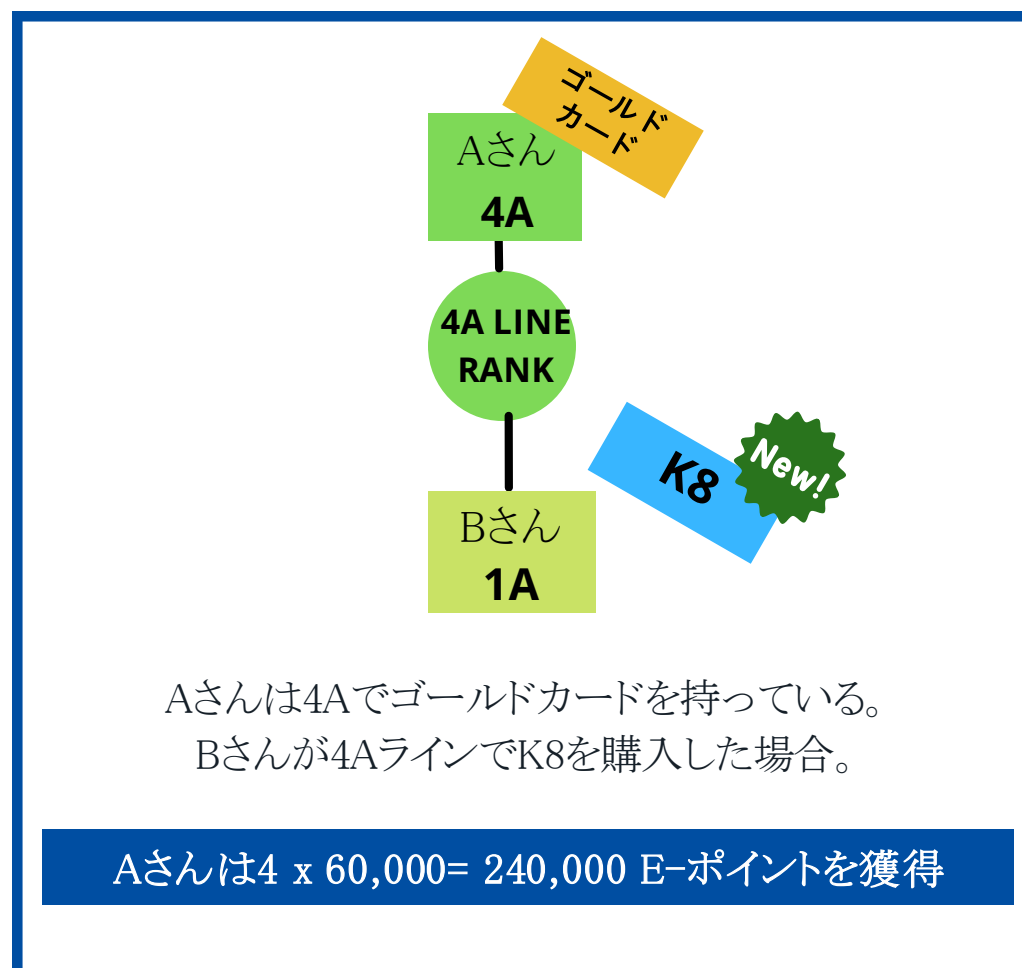 ゴールド
カード
Aさん
4A
4A LINE
RANK
K8
New!
Bさん
1A
Aさんは4Aでゴールドカードを持っている。
Bさんが4AラインでK8を購入した場合。
Aさんは4 x 60,000= 240,000 E-ポイントを獲得